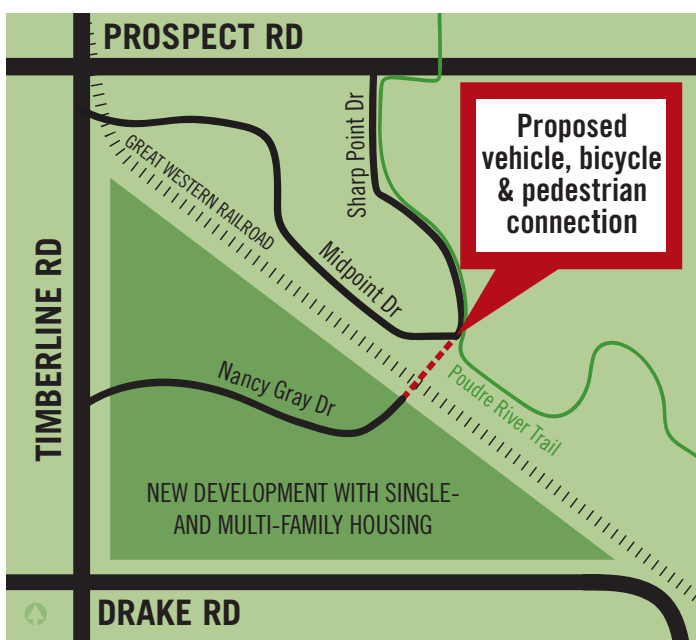 PROSPECT RD
Sharp Point Dr
Proposed
vehicle, bicycle
& pedestrian
connection
GREAT WESTERN RAILROAD
Midpoint Dr
TIMBERLINE RD
Nancy Gray Dr
Poudre River Trail
NEW DEVELOPMENT WITH SINGLE-
AND MULTI-FAMILY HOUSING
DRAKE RD